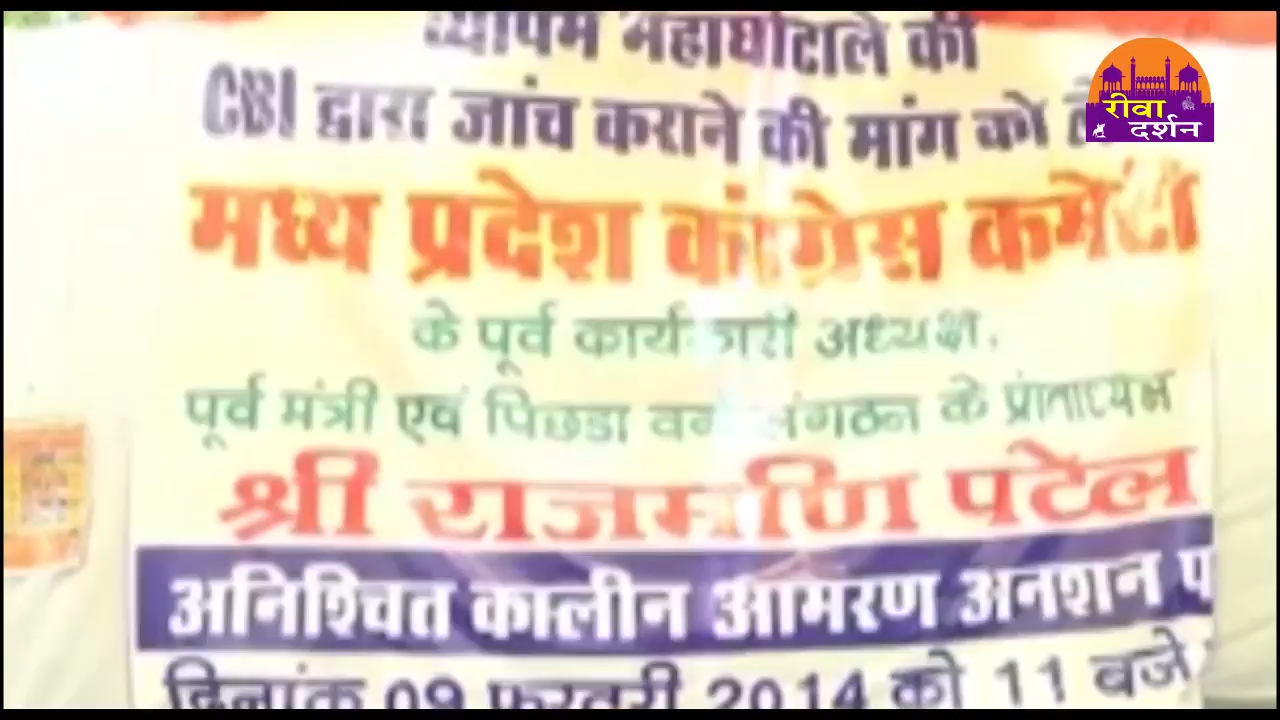 व्यापम महाघोटाले की
CBI द्वारा जांच कराने की मांग को
मध्य प्रदेश कांग्रेस कमेटी
के पूर्व कार्यकारी अध्यक्ष,
पूर्व मंत्री एवं पिछडा वर्ग संगठन के प्रांताध्यक्ष
श्री राजमणि पटेल
अनिश्चित कालीन आमरण अनशन
दिनांक 09 फरवरी 2014 को 11 बजे
रीवा
दर्शन